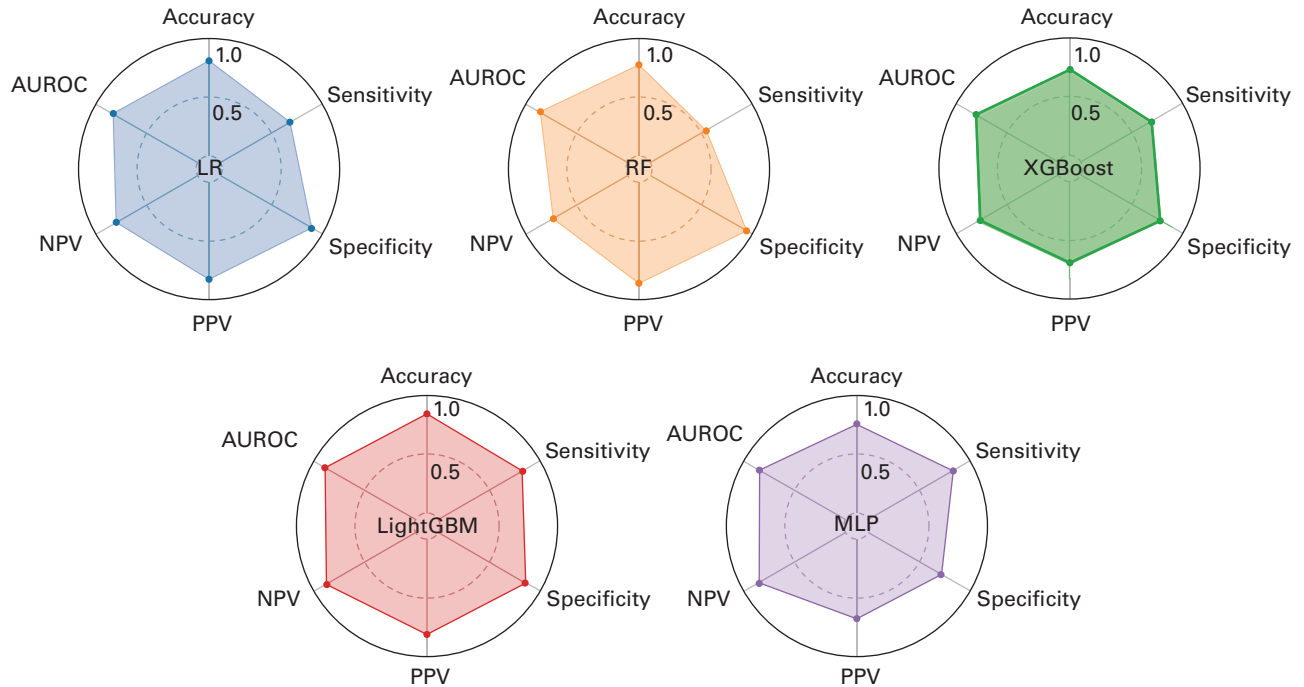 Accuracy
1.0
AUROC
Sensitivity
0.5
LR
NPV
Specificity
PPV
Accuracy
1.0
AUROC
Sensitivity
0.5
RF
NPV
Specificity
PPV
Accuracy
1.0
AUROC
Sensitivity
0.5
XGBoost
NPV
Specificity
PPV
Accuracy
1.0
AUROC
Sensitivity
0.5
LightGBM
NPV
Specificity
PPV
Accuracy
1.0
AUROC
Sensitivity
0.5
MLP
NPV
Specificity
PPV